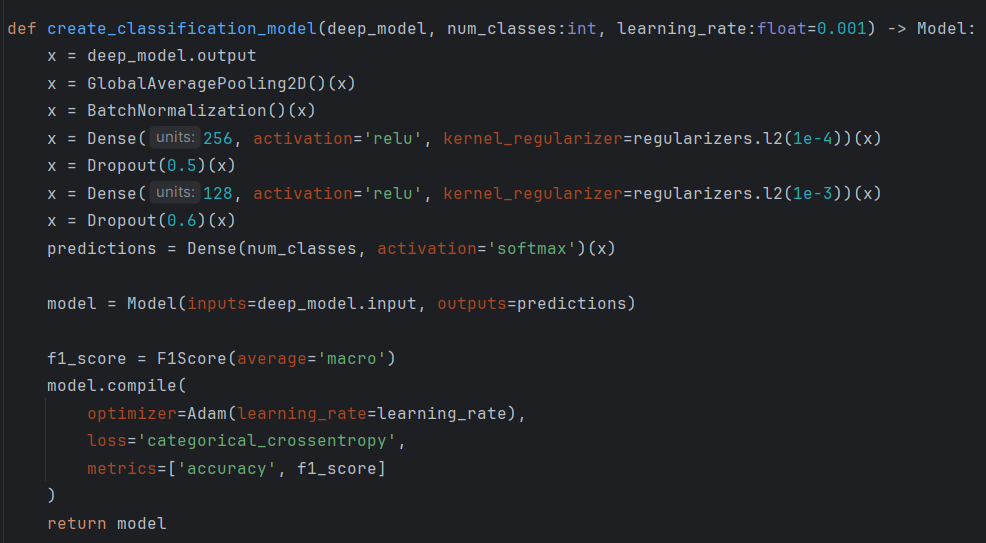 def create_classification_model(deep_model, num_classes:int, learning_rate:float=0.001) -> Model:
    x = deep_model.output
    x = GlobalAveragePooling2D()(x)
    x = BatchNormalization()(x)
    x = Dense( units: 256, activation='relu', kernel_regularizer=regularizers.l2(1e-4))(x)
    x = Dropout(0.5)(x)
    x = Dense( units: 128, activation='relu', kernel_regularizer=regularizers.l2(1e-3))(x)
    x = Dropout(0.6)(x)
    predictions = Dense(num_classes, activation='softmax')(x)

    model = Model(inputs=deep_model.input, outputs=predictions)

    f1_score = F1Score(average='macro')
    model.compile(
        optimizer=Adam(learning_rate=learning_rate),
        loss='categorical_crossentropy',
        metrics=['accuracy', f1_score]
    )
    return model